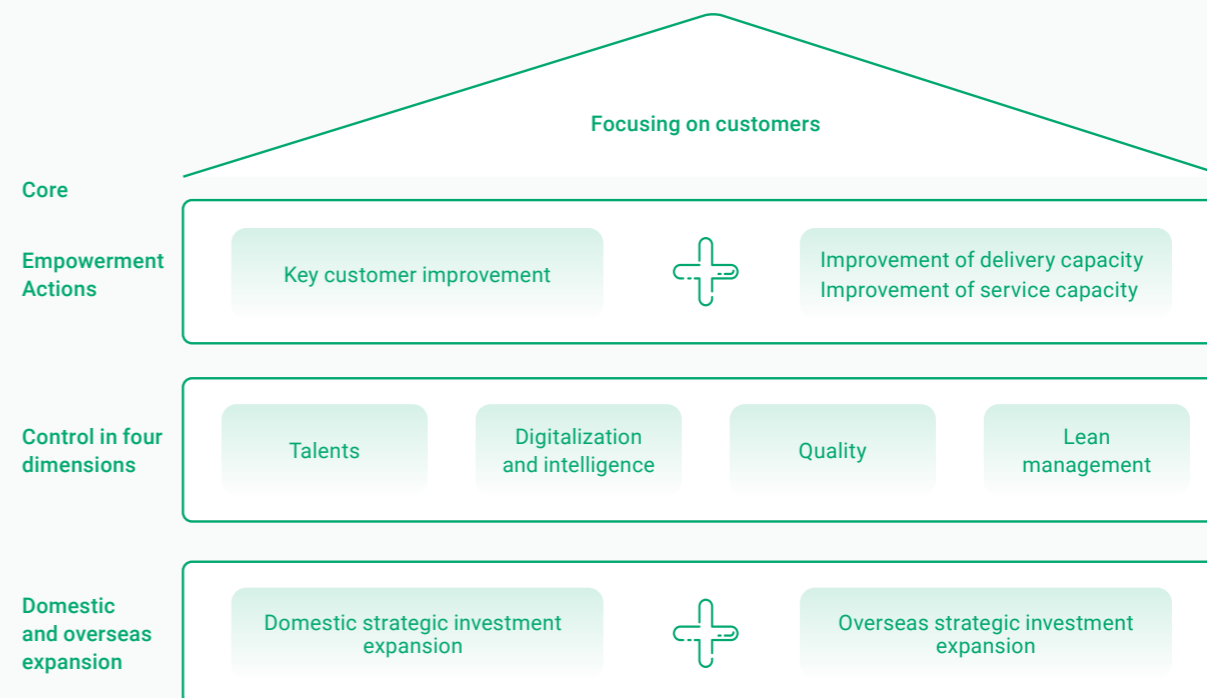 Focusing on customers
Core
Empowerment
Actions
Key customer improvement
Improvement of delivery capacity
Improvement of service capacity
Control in four
dimensions
Talents
Digitalization
and intelligence
Quality
Lean
management
Domestic
and overseas
expansion
Domestic strategic investment
expansion
Overseas strategic investment
expansion